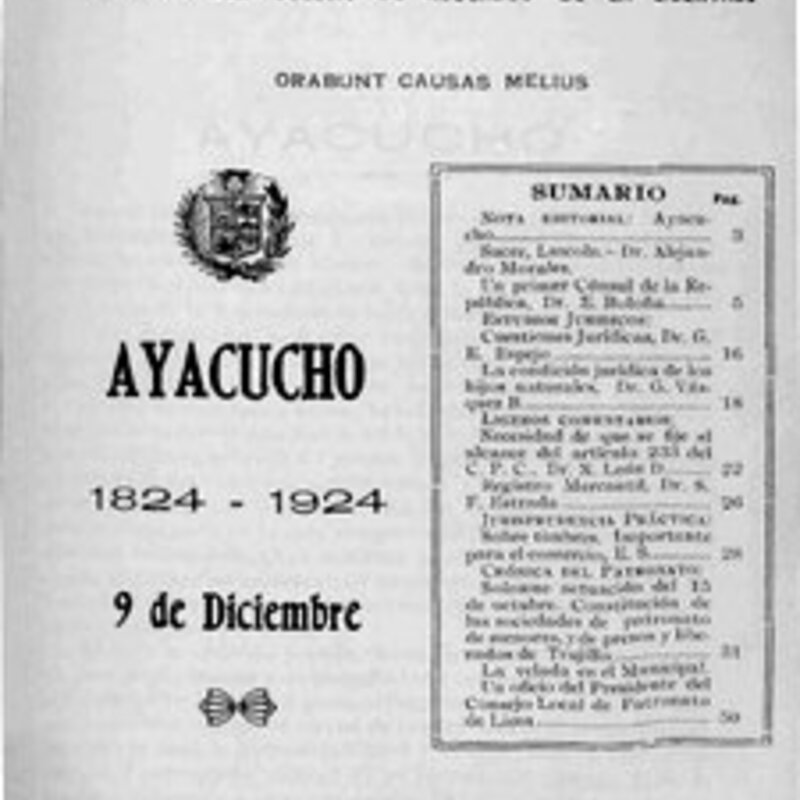 ORABUNT CAUSAS MELIUS
AYACUCHO
1824 - 1924
9 de Diciembre
SUMARIO
PAG.
NOTA EDITORIAL: Ayacu-
cho 3
Sucre, Lincoln.- Dr. Alejan-
dro Morales.
Un primer Cónsul de la Re-
pública, Dr. E. 5
ESTUDIOS JURIDICOS:
Cuestiones Jurídicas, Dr. G.
E. Espejo 16
La condición jurídica de los
hijos naturales, Dr. G. Vás-
quez B. 18
LIGEROS COMENTARIOS:
Necesidad de que se fije el
alcance del artículo 233 del
C. P. C., Dr. X. León D. 22
Registro Mercantil, Dr. S.
F. Estrada 26
JURISPRUDENCIA PRÁCTICA:
Sobre timbres. Importante
para el comercio, E. S. 28
CRÓNICA DEL PATRONATO:
Solemne actuación del 15
de octubre. Constitución de
las sociedades de patronato
de menores, y de presos y libe-
rados de Trujillo 31
La velada en el Municipal.
Un oficio del Presidente del
Consejo Local de Patronato
de Lima 50